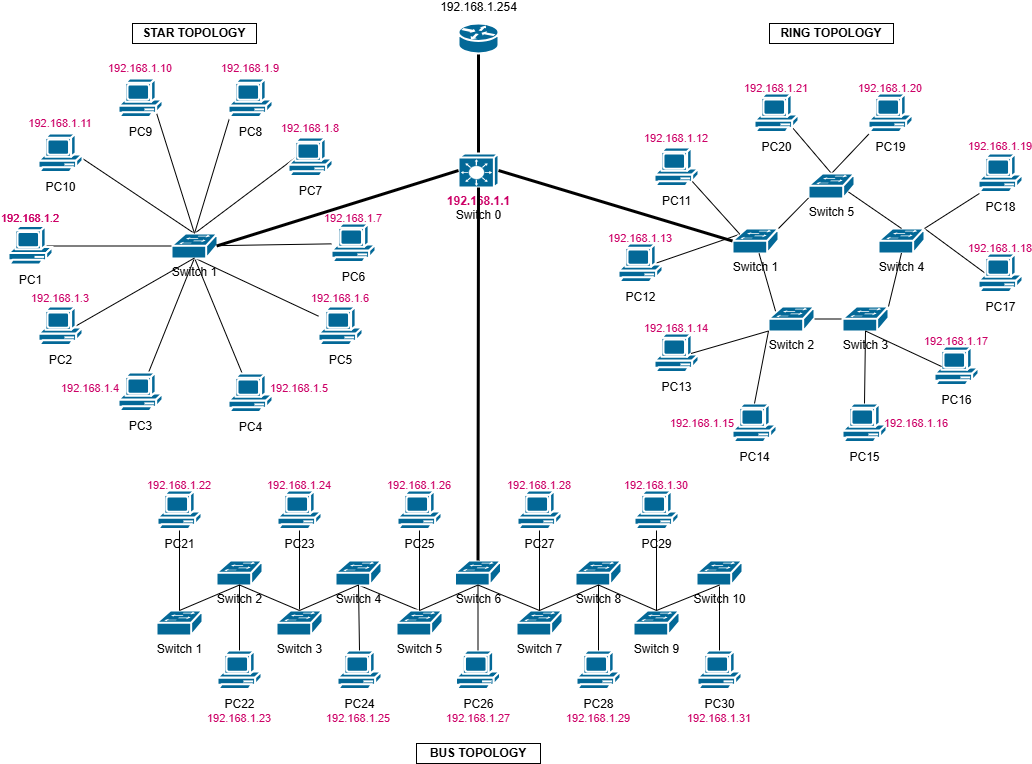 192.168.1.254
STAR TOPOLOGY
RING TOPOLOGY
192.168.1.10
192.168.1.9
PC9
PC8
192.168.1.11
192.168.1.8
PC10
PC7
192.168.1.2
192.168.1.7
Switch 1
PC1
PC6
192.168.1.3
192.168.1.6
PC2
PC5
192.168.1.4
192.168.1.5
PC3
PC4
192.168.1.1
Switch 0
192.168.1.21
192.168.1.20
PC20
PC19
192.168.1.12
192.168.1.19
PC11
PC18
Switch 5
192.168.1.13
192.168.1.18
Switch 1
Switch 4
PC12
PC17
192.168.1.14
192.168.1.17
Switch 2
Switch 3
PC13
PC16
192.168.1.15
192.168.1.16
PC14
PC15
192.168.1.22
192.168.1.24
192.168.1.26
192.168.1.28
192.168.1.30
PC21
PC23
PC25
PC27
PC29
Switch 2
Switch 4
Switch 6
Switch 8
Switch 10
Switch 1
Switch 3
Switch 5
Switch 7
Switch 9
PC22
PC24
PC26
PC28
PC30
192.168.1.23
192.168.1.25
192.168.1.27
192.168.1.29
192.168.1.31
BUS TOPOLOGY